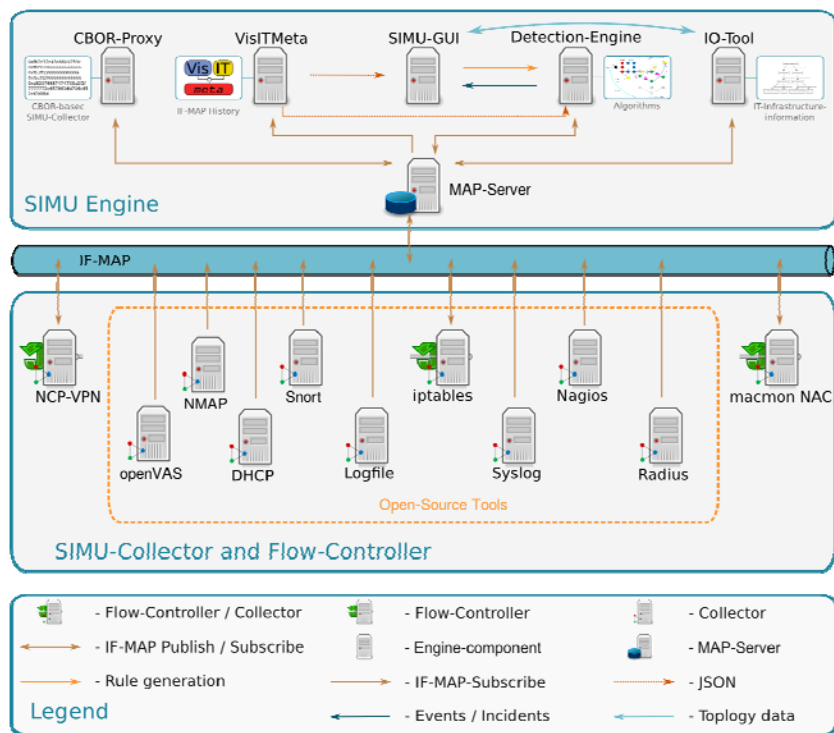 CBOR-Proxy
VisITMeta
SIMU-GUI
Detection-Engine
IO-Tool
Vis IT
meta
CBOR-basec
SIMU-Collector
IF-MAP History
Algorithms
IT-Infrastructure-
information
MAP-Server
SIMU Engine
IF-MAP
NCP-VPN
openVAS
NMAP
DHCP
Snort
Logfile
iptables
Syslog
Nagios
Radius
macmon NAC
Open-Source Tools
SIMU-Collector and Flow-Controller
- Flow-Controller / Collector
- Flow-Controller
- Collector
- IF-MAP Publish / Subscribe
- Engine-component
- MAP-Server
- Rule generation
- IF-MAP-Subscribe
- JSON
Legend
- Events / Incidents
- Toplogy data